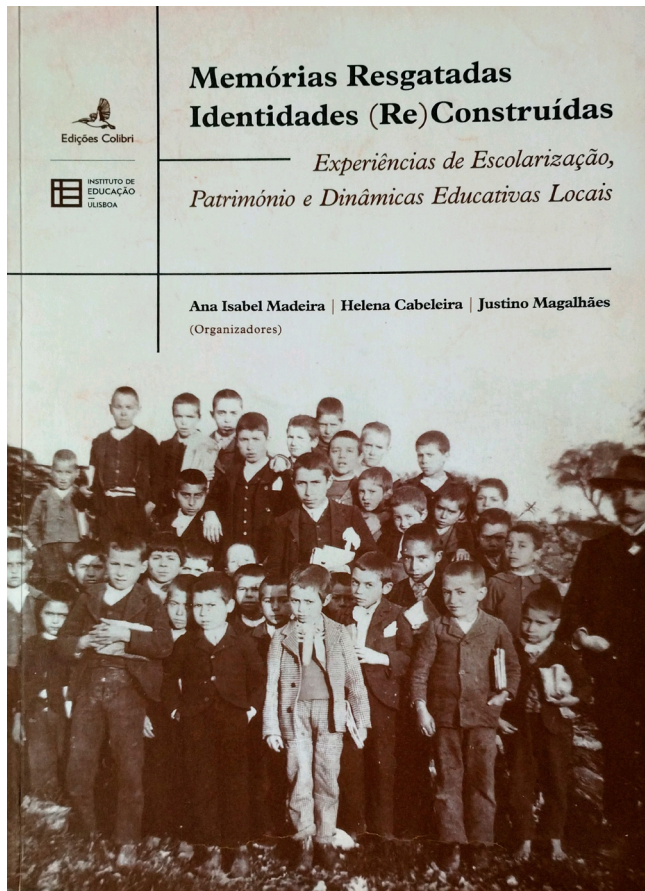 Memórias Resgatadas
Identidades (Re)Construídas
Experiências de Escolarização,
Património e Dinâmicas Educativas Locais
Edições Colibri
INSTITUTO DE
EDUCAÇÃO
ULISBOA
Ana Isabel Madeira | Helena Cabeleira | Justino Magalhães
(Organizadores)